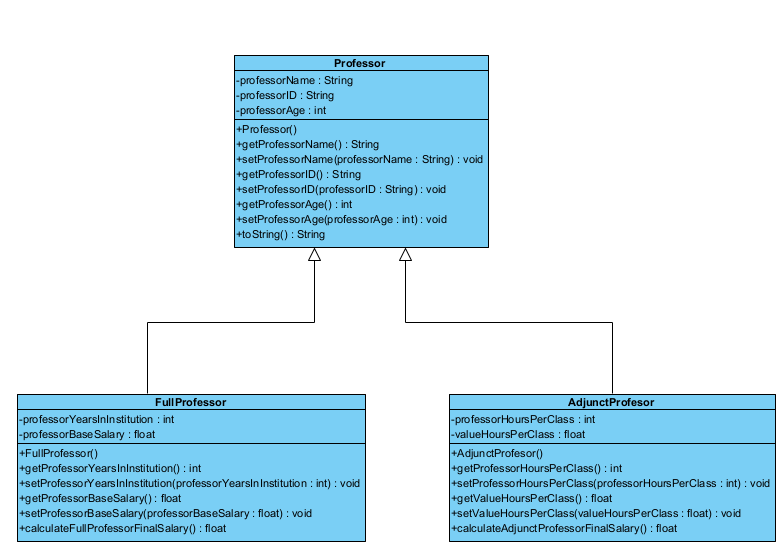 Professor
-professorName : String
-professorID : String
-professorAge : int
+Professor()
+getProfessorName() : String
+setProfessorName(professorName : String) : void
+getProfessorID() : String
+setProfessorID(professorID : String) : void
+getProfessorAge() : int
+setProfessorAge(professorAge : int) : void
+toString() : String
FullProfessor
-professorYearsInInstitution : int
-professorBaseSalary : float
+FullProfessor()
+getProfessorYearsInInstitution() : int
+setProfessorYearsInInstitution(professorYearsInInstitution : int) : void
+getProfessorBaseSalary() : float
+setProfessorBaseSalary(professorBaseSalary : float) : void
+calculateFullProfessorFinalSalary() : float
AdjunctProfesor
-professorHoursPerClass : int
-valueHoursPerClass : float
+AdjunctProfesor()
+getProfessorHoursPerClass() : int
+setProfessorHoursPerClass(professorHoursPerClass : int) : void
+getValueHoursPerClass() : float
+setValueHoursPerClass(valueHoursPerClass : float) : void
+calculateAdjunctProfessorFinalSalary() : float